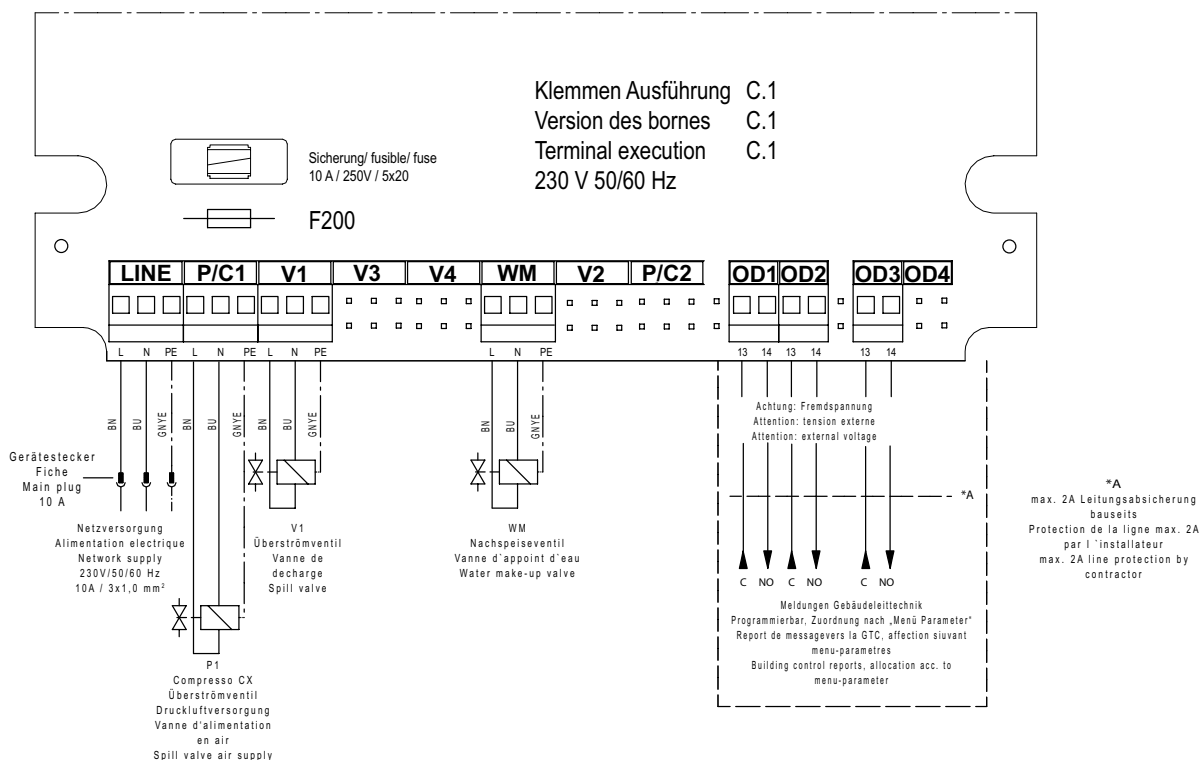 Klemmen Ausführung C.1
Version des bornes C.1
Terminal execution C.1
230 V 50/60 Hz
Sicherung/ fusible/ fuse
10 A / 250V / 5x20
F200
LINE P/C1 V1 V3 V4 WM V2 P/C2 OD1 OD2 OD3 OD4
L N PE L N PE L N PE L N PE 13 14 13 14 13 14
BN BU GNYE BN BU GNYE BN BU GNYE BN BU GNYE
Achtung: Fremdspannung
Attention: tension externe
Attention: external voltage
Gerätestecker
Fiche
Main plug
10 A
Netzversorgung
Alimentation electrique
Network supply
230V/50/60 Hz
10A / 3x1,0 mm²
V1
Überströmventil
Vanne de
decharge
Spill valve
WM
Nachspeiseventil
Vanne d`appoint d`eau
Water make-up valve
*A
*A
max. 2A Leitungsabsicherung
bauseits
Protection de la ligne max. 2A
par l `installateur
max. 2A line protection by
contractor
C NO C NO C NO
Meldungen Gebäudeleittechnik
Programmierbar, Zuordnung nach „Menü Parameter"
Report de messagevers la GTC, affection siuvant
menu-parametres
Building control reports, allocation acc. to
menu-parameter
P1
Compresso CX
Überströmventil
Druckluftversorgung
Vanne d'alimentation
en air
Spill valve air supply